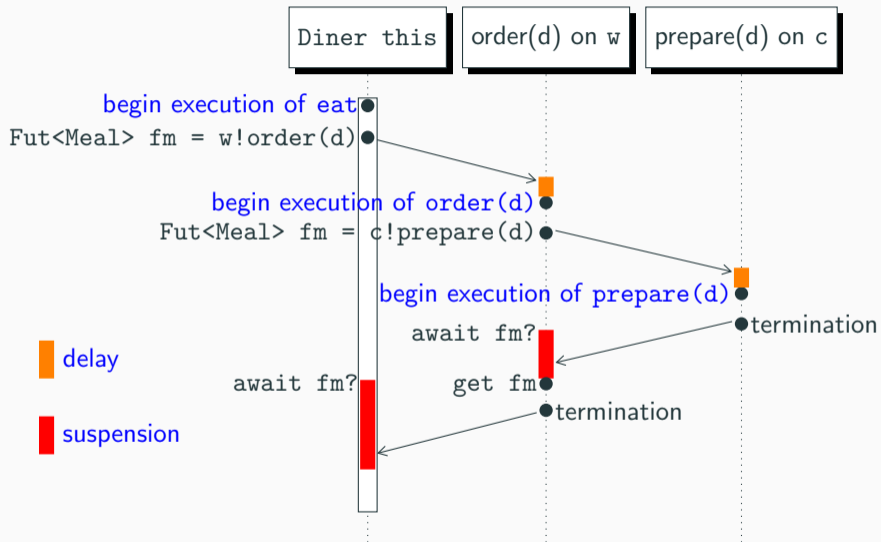 Diner this
order(d) on w
prepare(d) on c
begin execution of eat
Fut<Meal> fm = w!order(d)
begin execution of order(d)
Fut<Meal> fm = c!prepare(d)
begin execution of prepare(d)
termination
await fm?
delay
await fm?
get fm
termination
suspension